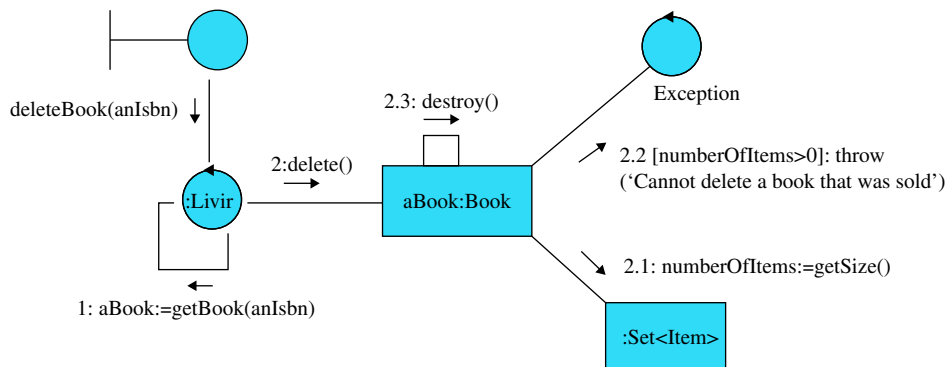 deleteBook(anIsbn)
2.3: destroy()
Exception
2:delete()
2.2 [numberOfItems>0]: throw
(‘Cannot delete a book that was sold’)
:Livir
aBook:Book
2.1: numberOfItems:=getSize()
1: aBook:=getBook(anIsbn)
:Set<Item>